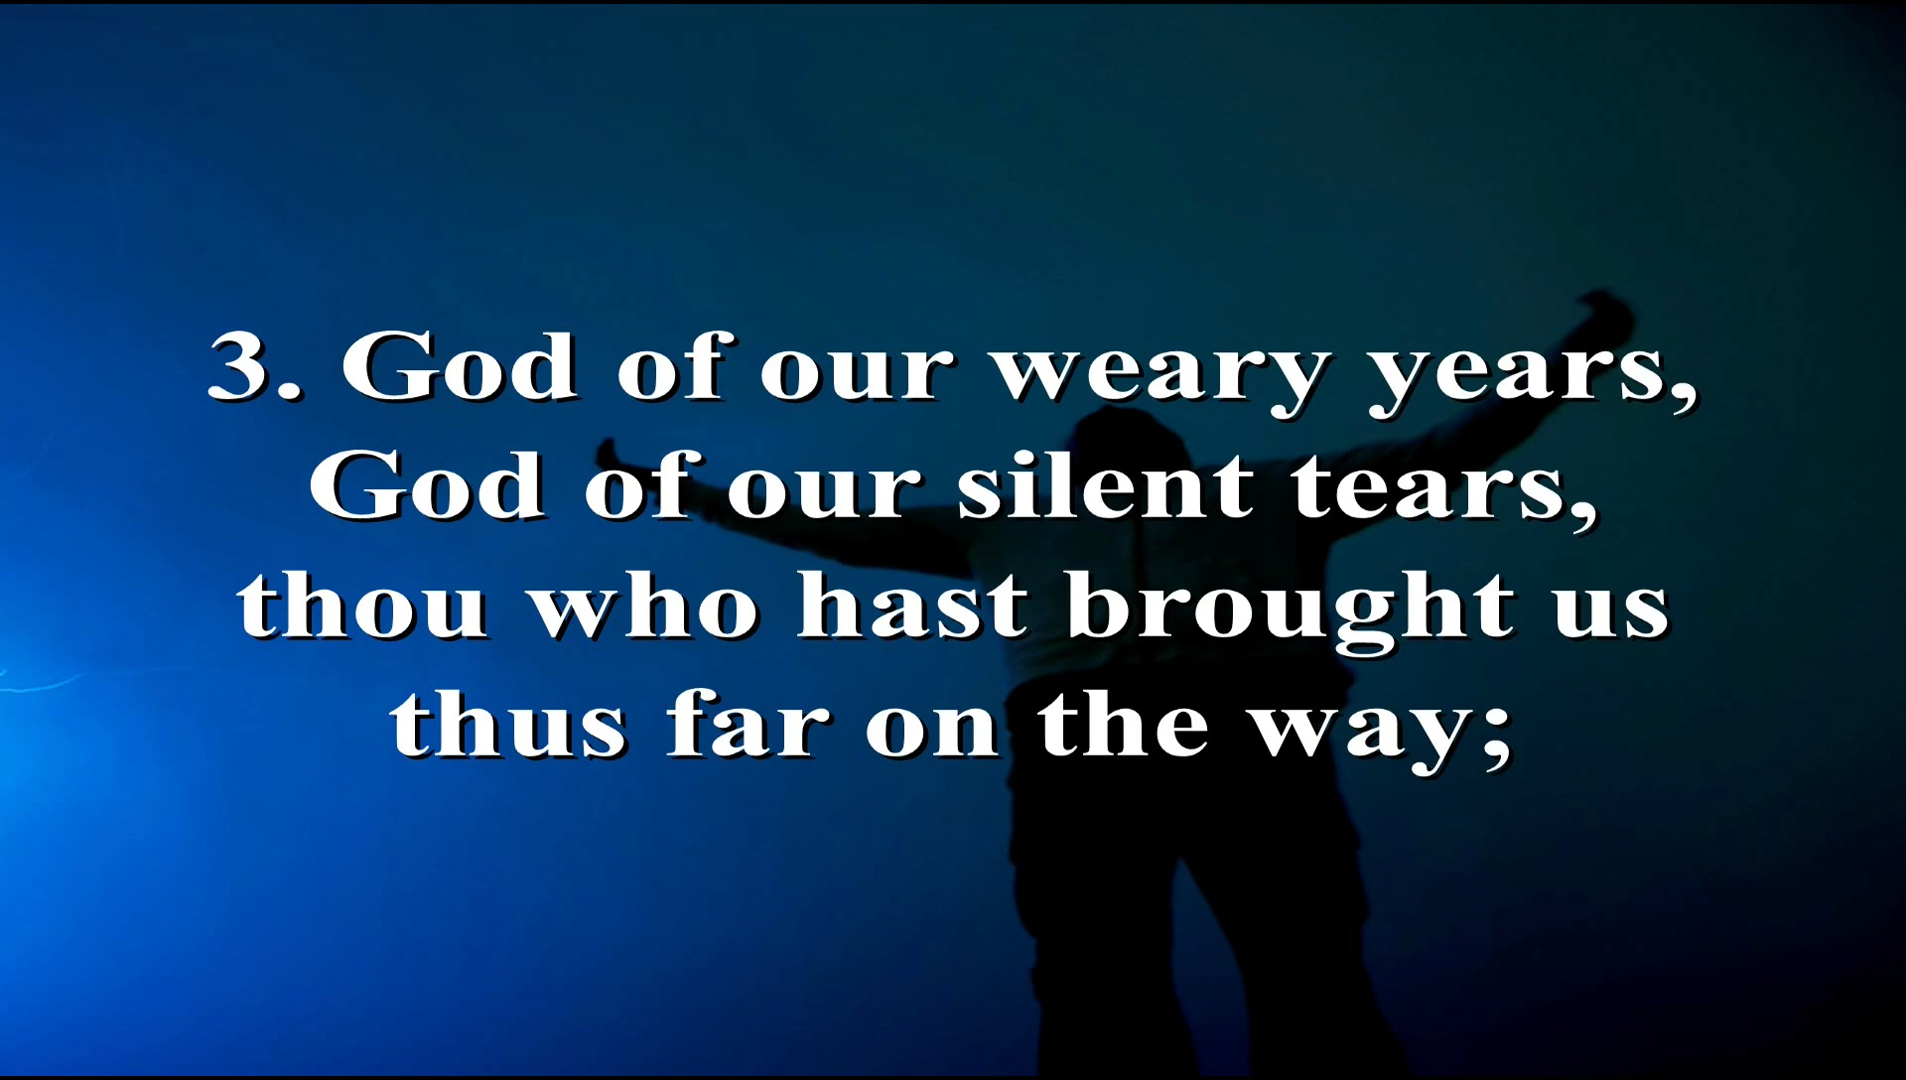 3. God of our weary years,
God of our silent tears,
thou who hast brought us
thus far on the way;